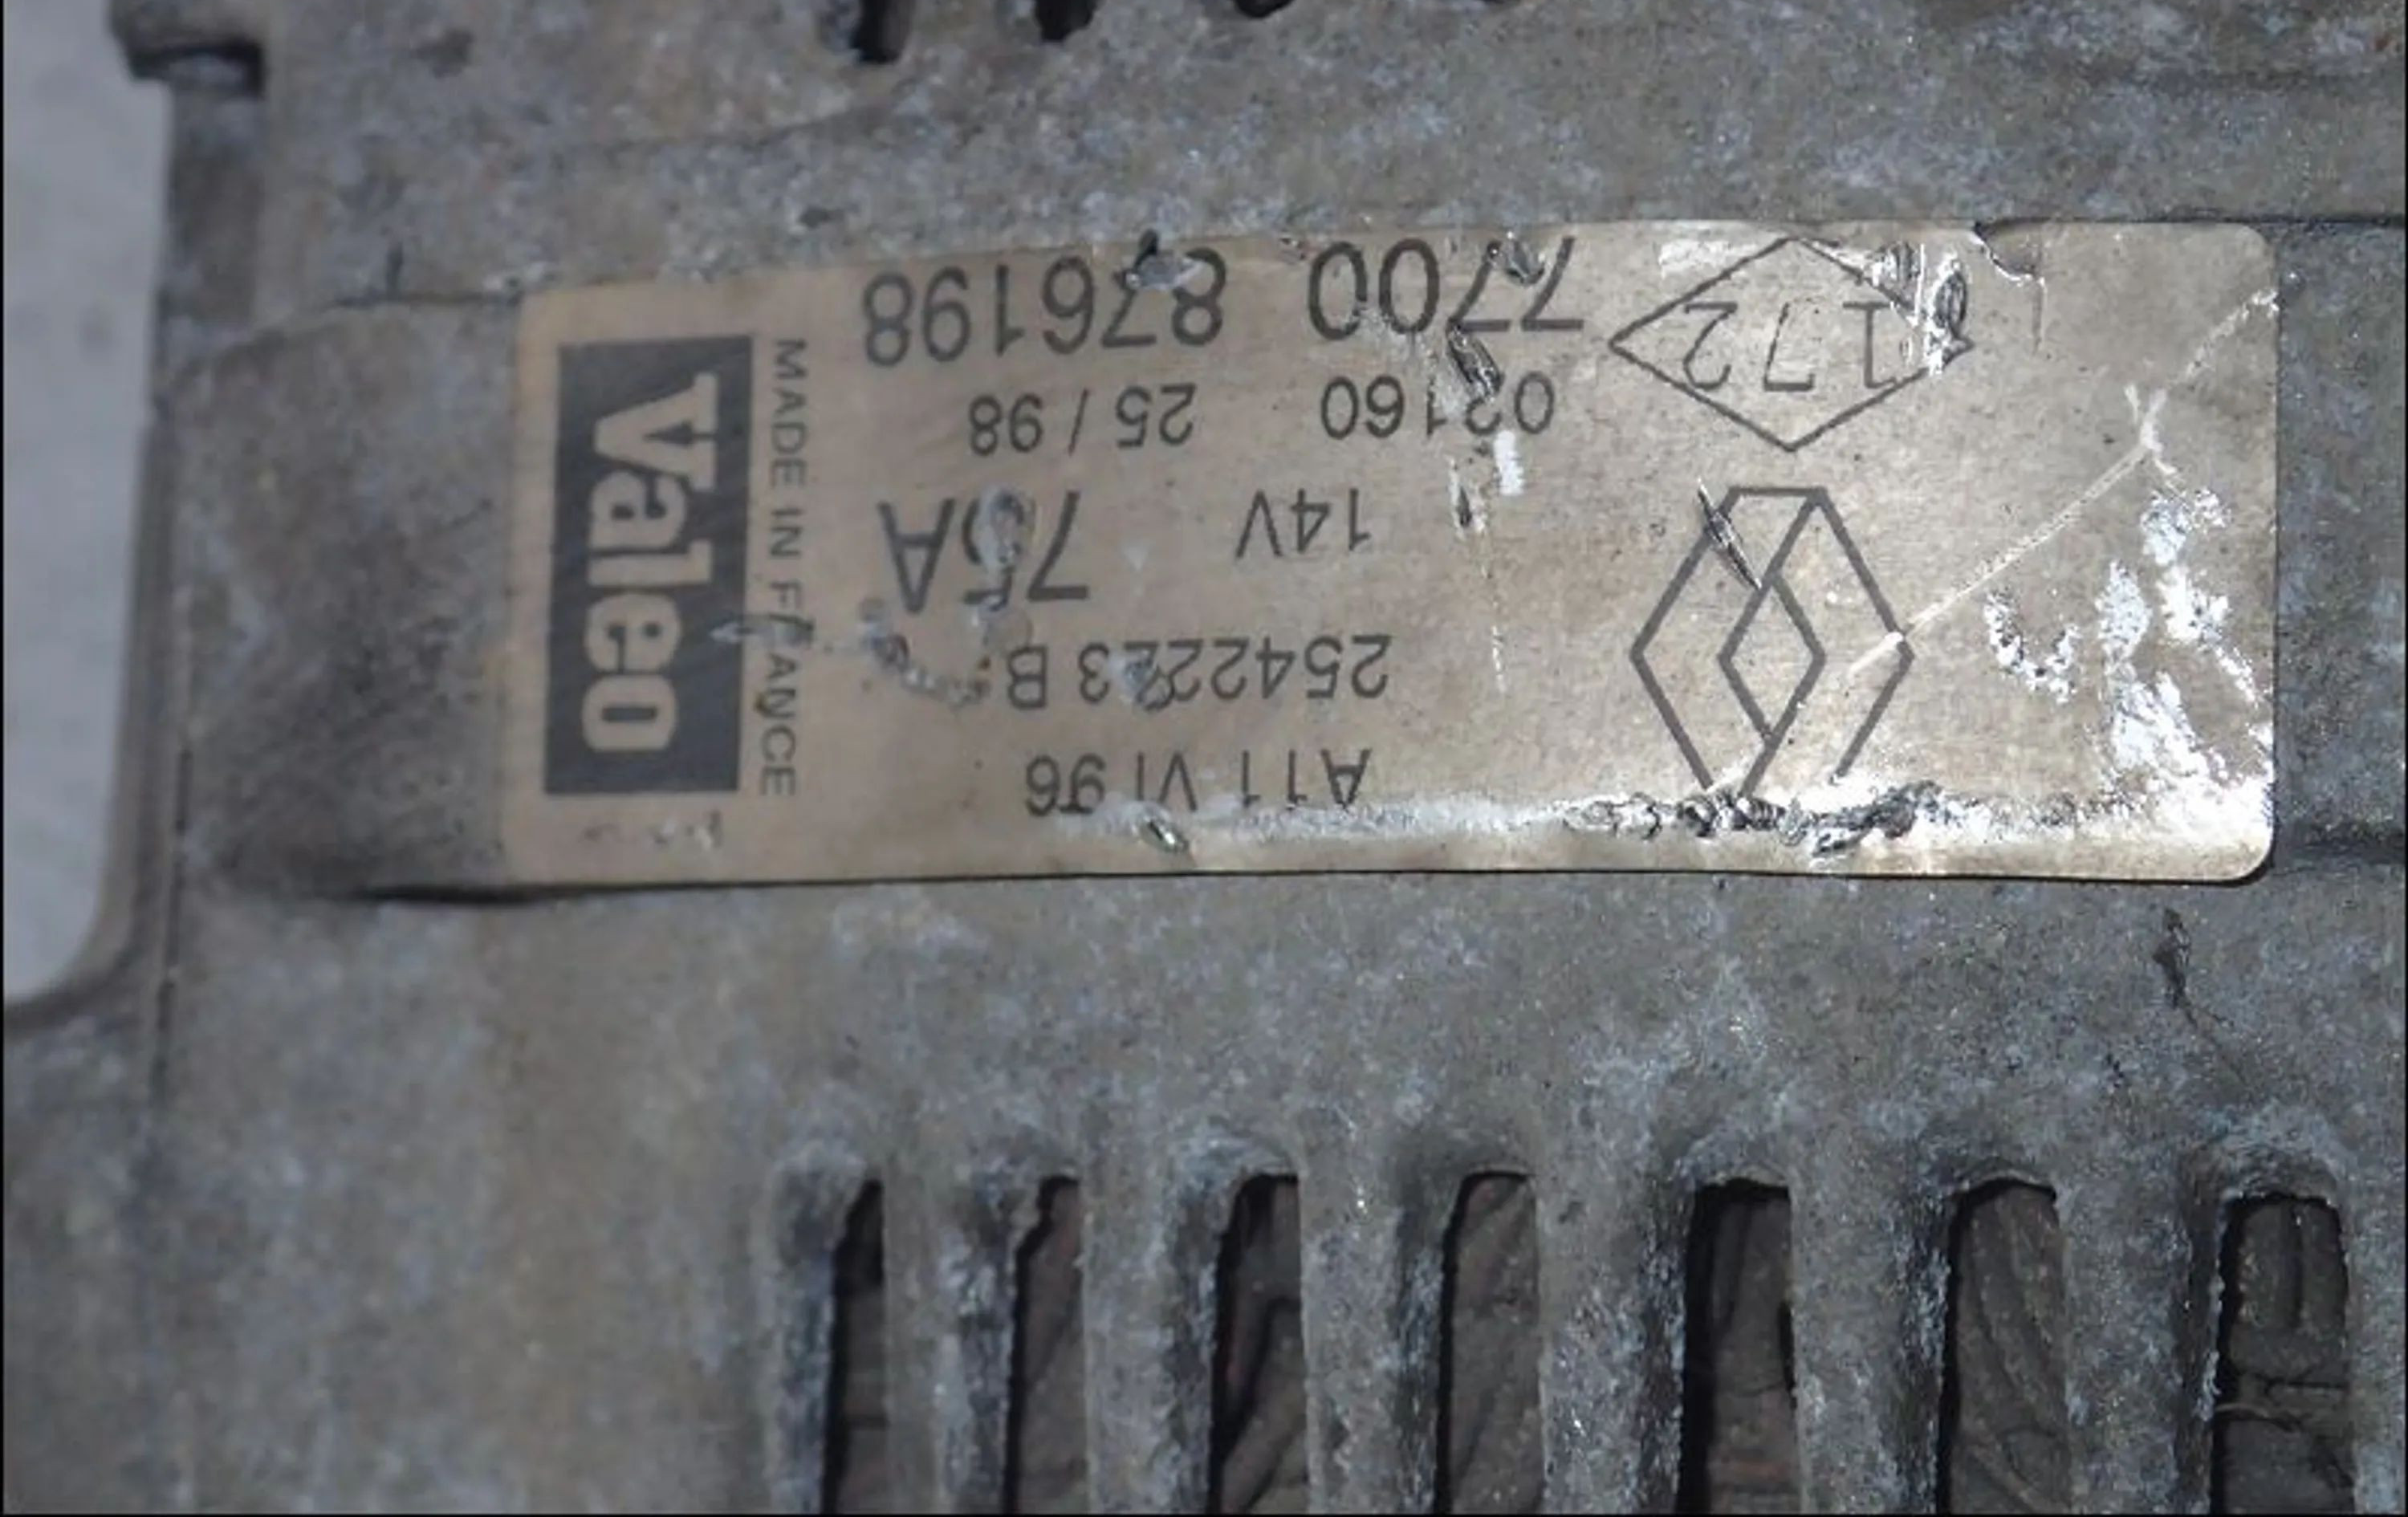 A11 VI 96
2542223 B
14V 75A
02160 25 / 98
7700 876198
172
MADE IN FRANCE
Valeo